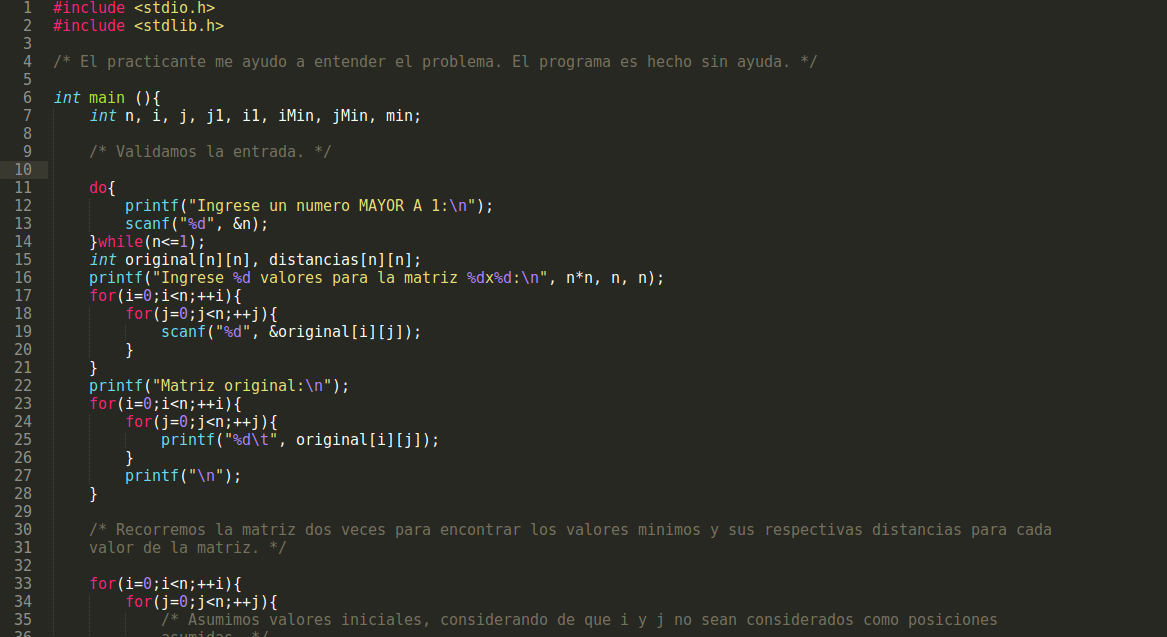 1 #include <stdio.h>
2 #include <stdlib.h>
3
4 /* El practicante me ayudo a entender el problema. El programa es hecho sin ayuda. */
5
6 int main (){
7     int n, i, j, j1, i1, iMin, jMin, min;
8
9     /* Validamos la entrada. */
10
11     do{
12         printf("Ingrese un numero MAYOR A 1:\n");
13         scanf("%d", &n);
14     }while(n<=1);
15     int original[n][n], distancias[n][n];
16     printf("Ingrese %d valores para la matriz %dx%d:\n", n*n, n, n);
17     for(i=0;i<n;++i){
18         for(j=0;j<n;++j){
19             scanf("%d", &original[i][j]);
20         }
21     }
22     printf("Matriz original:\n");
23     for(i=0;i<n;++i){
24         for(j=0;j<n;++j){
25             printf("%d\t", original[i][j]);
26         }
27         printf("\n");
28     }
29
30     /* Recorremos la matriz dos veces para encontrar los valores minimos y sus respectivas distancias para cada
31     valor de la matriz. */
32
33     for(i=0;i<n;++i){
34         for(j=0;j<n;++j){
35             /* Asumimos valores iniciales, considerando de que i y j no sean considerados como posiciones
36             asumidas. */